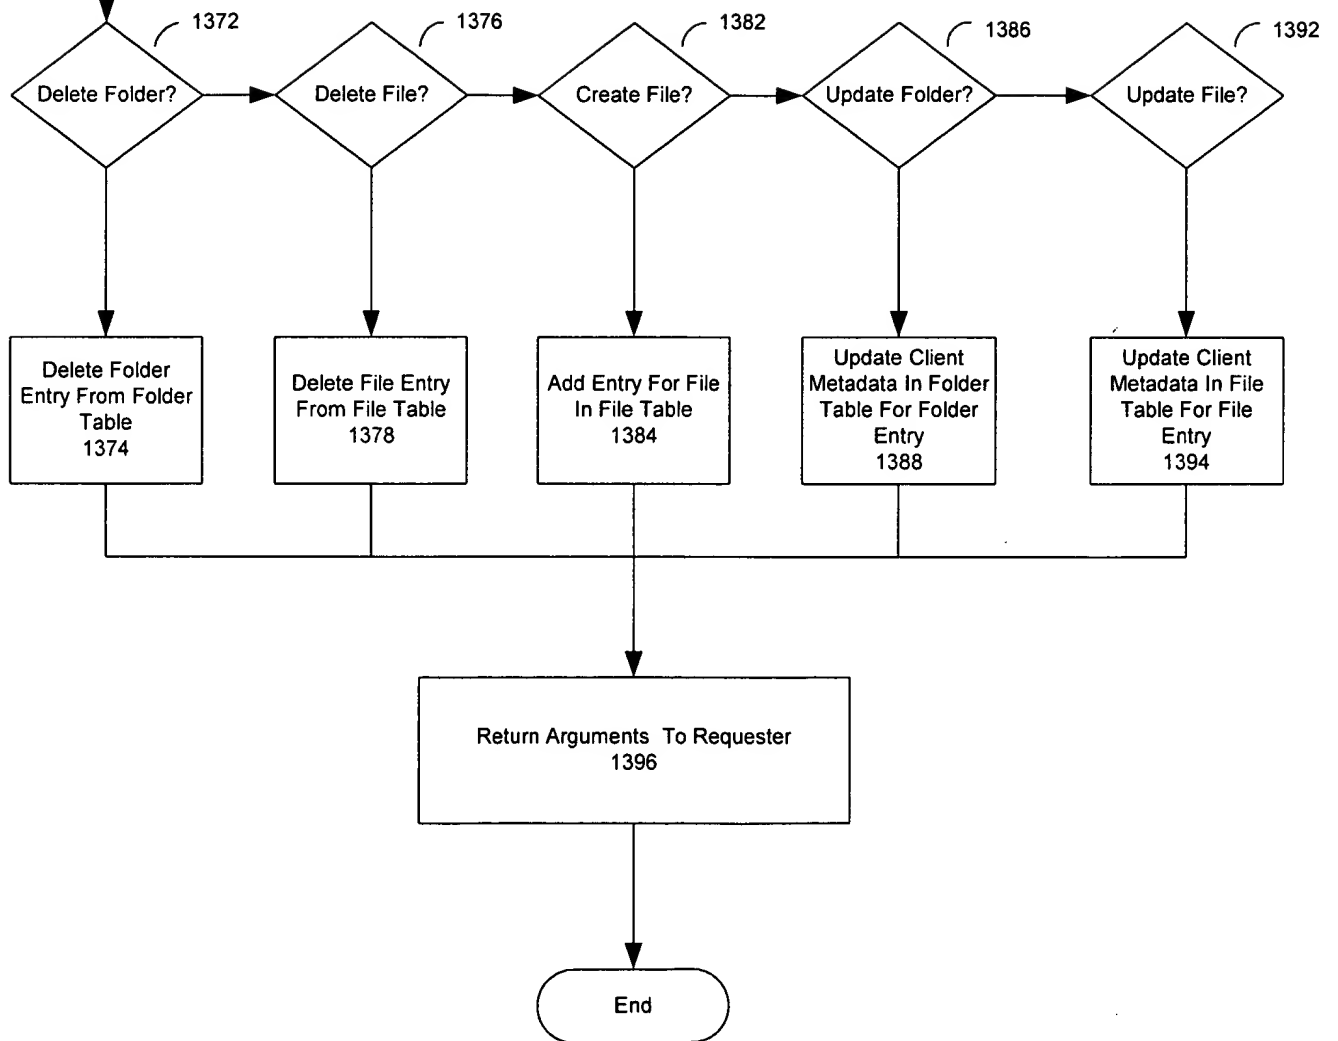 1372
1376
1382
1386
1392
Delete Folder?
Delete File?
Create File?
Update Folder?
Update File?
Delete Folder
Entry From Folder
Table
1374
Delete File Entry
From File Table
1378
Add Entry For File
In File Table
1384
Update Client
Metadata In Folder
Table For Folder
Entry
1388
Update Client
Metadata In File
Table For File
Entry
1394
Return Arguments To Requester
1396
End